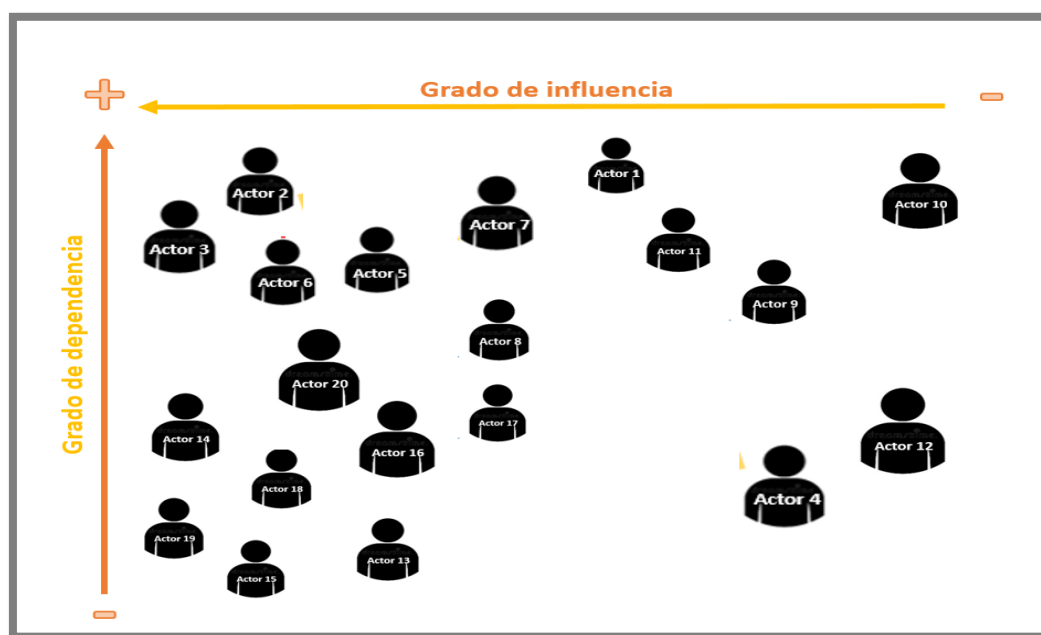 Grado de influencia
Grado de dependencia
Actor 1
Actor 2
Actor 10
Actor 7
Actor 3
Actor 11
Actor 5
Actor 6
Actor 9
Actor 8
Actor 20
Actor 17
Actor 14
Actor 12
Actor 16
Actor 18
Actor 4
Actor 19
Actor 13
Actor 15